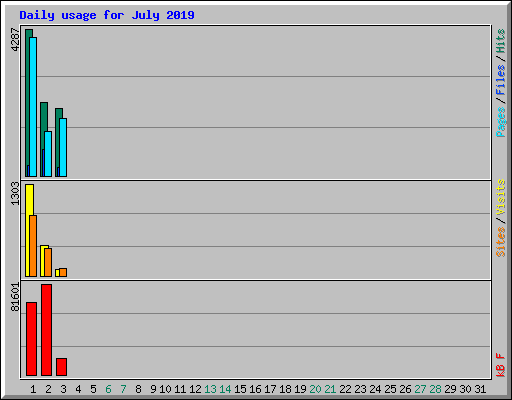 Daily usage for July 2019
4287
1303
81601
Pages/Files/Hits
Sites/Visits
kB F
1 2 3 4 5 6 7 8 9 10 11 12 13 14 15 16 17 18 19 20 21 22 23 24 25 26 27 28 29 30 31